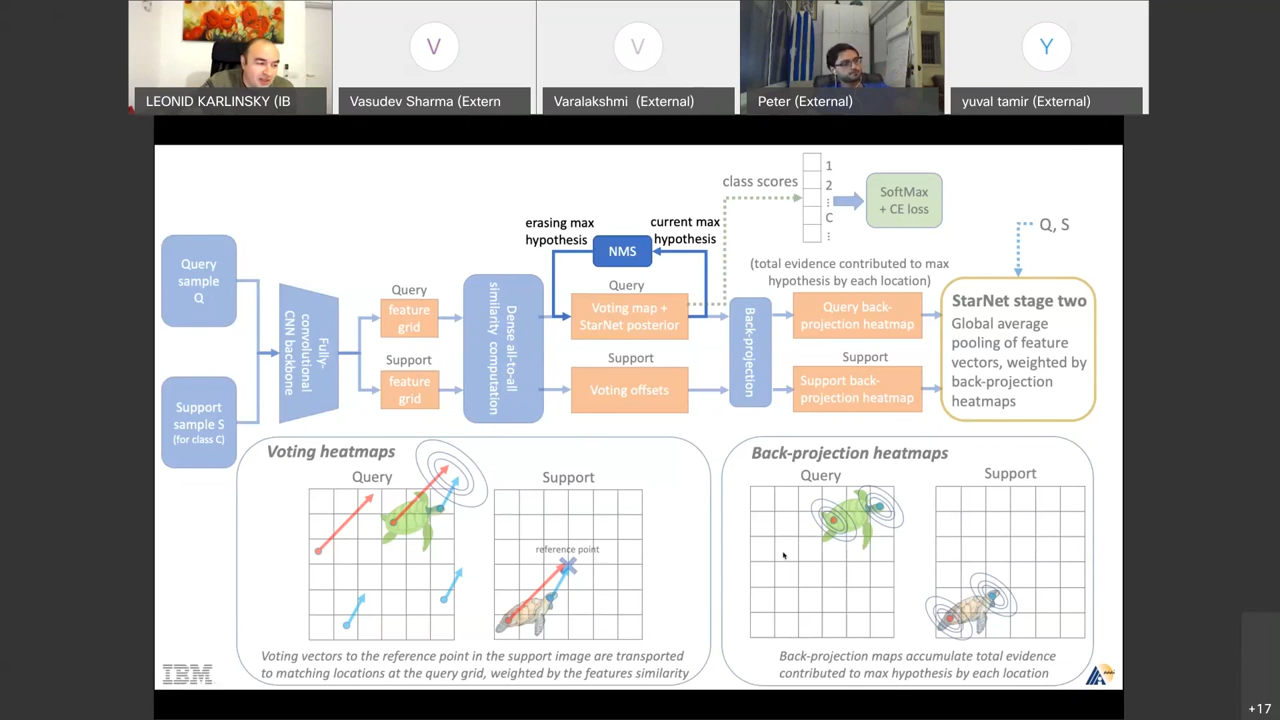 V
V
Y
LEONID KARLINSKY (IB
Vasudev Sharma (Extern
Varalakshmi (External)
Peter (External)
yuval tamir (External)
class scores
1
2
:
C
:
SoftMax
+ CE loss
erasing max
hypothesis
current max
hypothesis
NMS
Q, S
(total evidence contributed to max
hypothesis by each location)
Query
sample
Q
Support
sample S
(for class C)
Fully-
convolutional
CNN backbone
Query
feature
grid
Support
feature
grid
Dense all-to-all
similarity computation
Query
Voting map +
StarNet posterior
Support
Voting offsets
Back-projection
Query back-
projection heatmap
Support
Support back-
projection heatmap
StarNet stage two
Global average
pooling of feature
vectors, weighted by
back-projection
heatmaps
Voting heatmaps
Query
Support
reference point
Voting vectors to the reference point in the support image are transported
to matching locations at the query grid, weighted by the features similarity
Back-projection heatmaps
Query
Support
Back-projection maps accumulate total evidence
contributed to max hypothesis by each location
IBM
+17